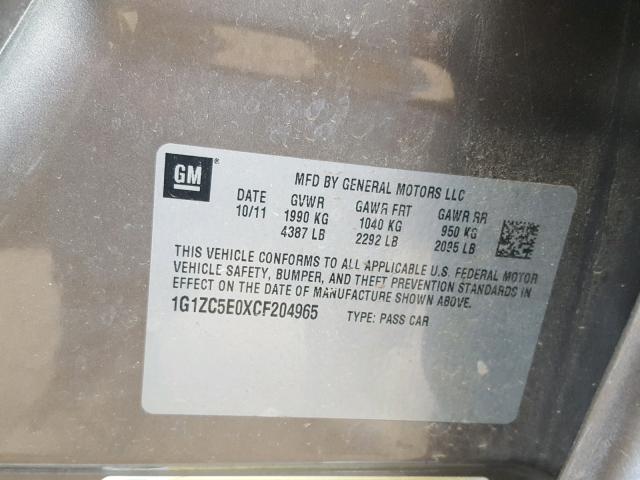 GM
MFD BY GENERAL MOTORS LLC
DATE GVWR GAWR FRT GAWR RR
10/11 1990 KG 1040 KG 950 KG
4387 LB 2292 LB 2095 LB
THIS VEHICLE CONFORMS TO ALL APPLICABLE U.S. FEDERAL MOTOR
VEHICLE SAFETY, BUMPER, AND THEFT PREVENTION STANDARDS IN
EFFECT ON THE DATE OF MANUFACTURE SHOWN ABOVE.
1G1ZC5E0XCF204965 TYPE: PASS CAR